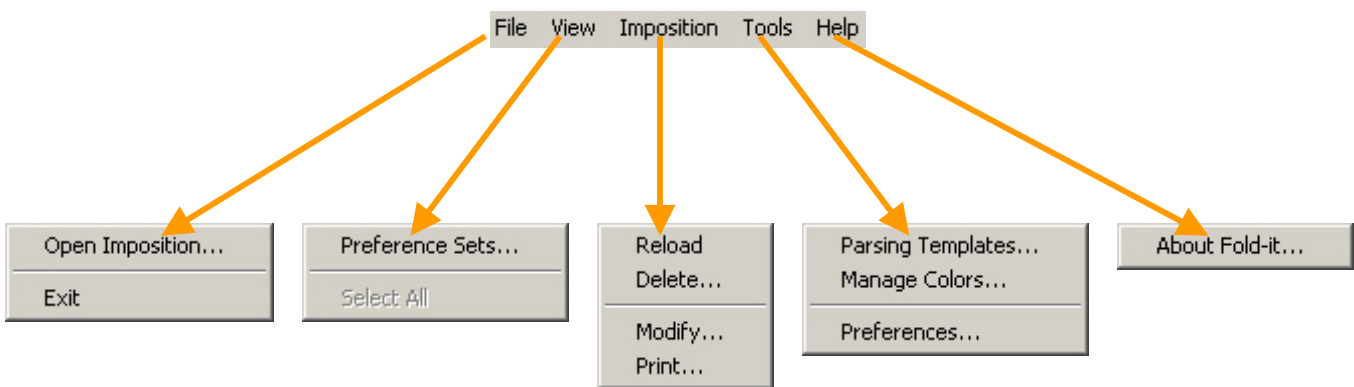 File View Imposition Tools Help
Open Imposition...
Exit
Preference Sets...
Select All
Reload
Delete...
Modify...
Print...
Parsing Templates...
Manage Colors...
Preferences...
About Fold-it...